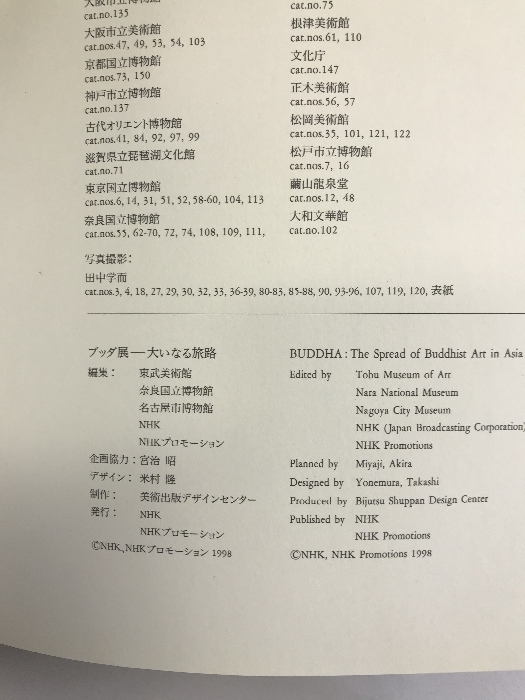 大阪市立博物館
cat.no.135
大阪市立美術館
cat.nos.47, 49, 53, 54, 103
京都国立博物館
cat.nos.73, 150
神戸市立博物館
cat.no.137
古代オリエント博物館
cat.nos.41, 84, 92, 97, 99
滋賀県立琵琶湖文化館
cat.no.71
東京国立博物館
cat.nos.6, 14, 31, 51, 52, 58-60, 104, 113
奈良国立博物館
cat.nos.55, 62-70, 72, 74, 108, 109, 111,
cat.no.75
根津美術館
cat.nos.61, 110
文化庁
cat.no.147
正木美術館
cat.nos.56, 57
松岡美術館
cat.nos.35, 101, 121, 122
松戸市立博物館
cat.nos.7, 16
繭山龍泉堂
cat.nos.12, 48
大和文華館
cat.no.102
写真撮影：
田中学而
cat.nos.3, 4, 18, 27, 29, 30, 32, 33, 36-39, 80-83, 85-88, 90, 93-96, 107, 119, 120, 表紙
ブッダ展—大いなる旅路
編集： 東武美術館
奈良国立博物館
名古屋市博物館
NHK
NHKプロモーション
企画協力：宮治 昭
デザイン：米村 隆
制作： 美術出版デザインセンター
発行： NHK
NHKプロモーション
©NHK, NHKプロモーション 1998
BUDDHA : The Spread of Buddhist Art in Asia
Edited by Tobu Museum of Art
Nara National Museum
Nagoya City Museum
NHK (Japan Broadcasting Corporation)
NHK Promotions
Planned by Miyaji, Akira
Designed by Yonemura, Takashi
Produced by Bijutsu Shuppan Design Center
Published by NHK
NHK Promotions
©NHK, NHK Promotions 1998